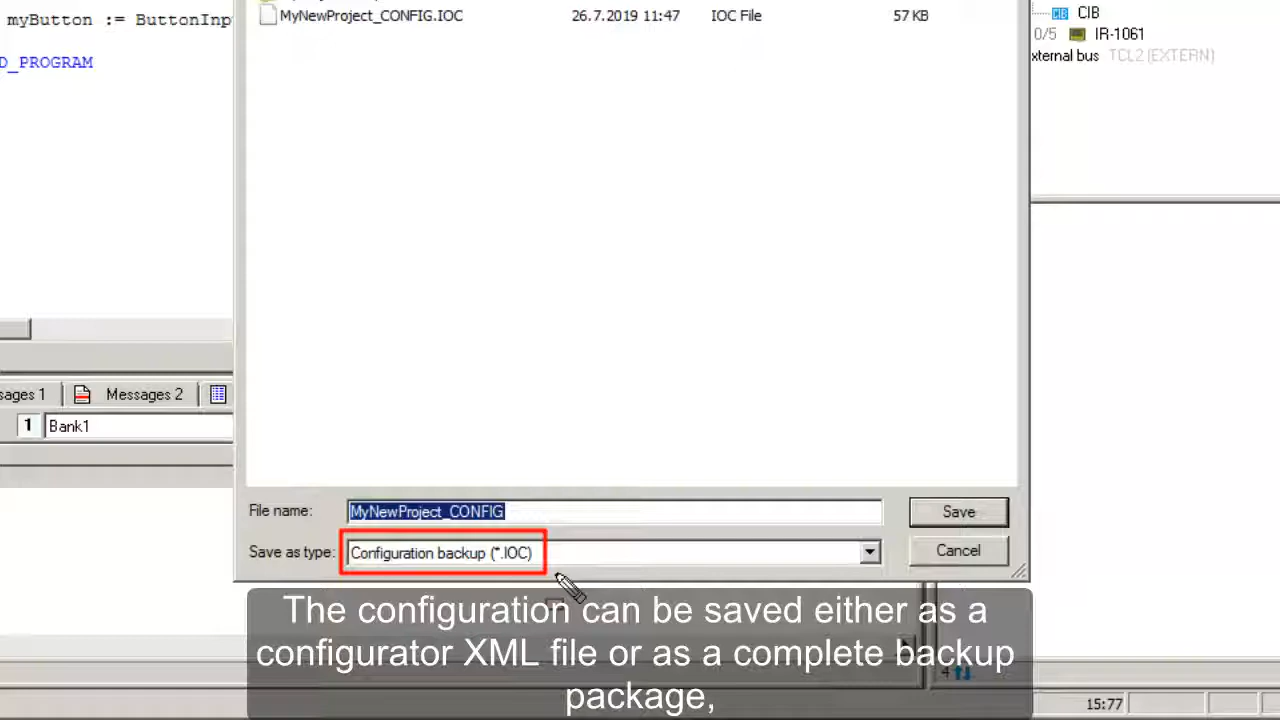 myButton := ButtonInp
MyNewProject_CONFIG.IOC 26.7.2019 11:47 IOC File 57 KB
CIB
CIB
0/5 IR-1061
xternal bus TCL2 (EXTERN)
D_PROGRAM
sages 1 Messages 2
1 Bank1
File name: MyNewProject_CONFIG Save
Save as type: Configuration backup (*.IOC) Cancel
The configuration can be saved either as a
configurator XML file or as a complete backup
package,
4
15:77